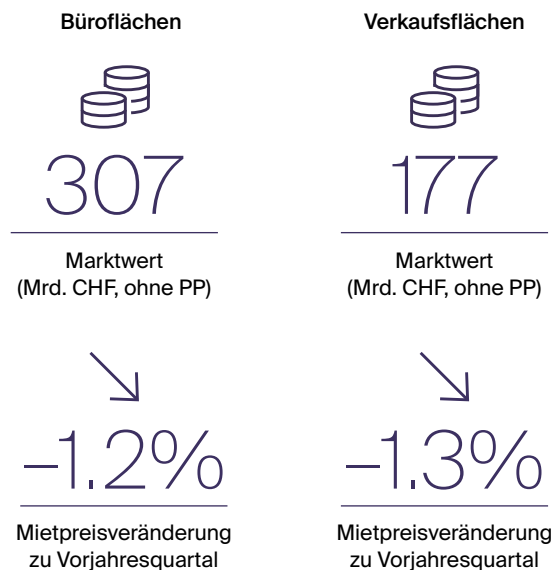 Büroflächen
307
Marktwert
(Mrd. CHF, ohne PP)
–1.2%
Mietpreisveränderung
zu Vorjahresquartal
Verkaufsflächen
177
Marktwert
(Mrd. CHF, ohne PP)
–1.3%
Mietpreisveränderung
zu Vorjahresquartal